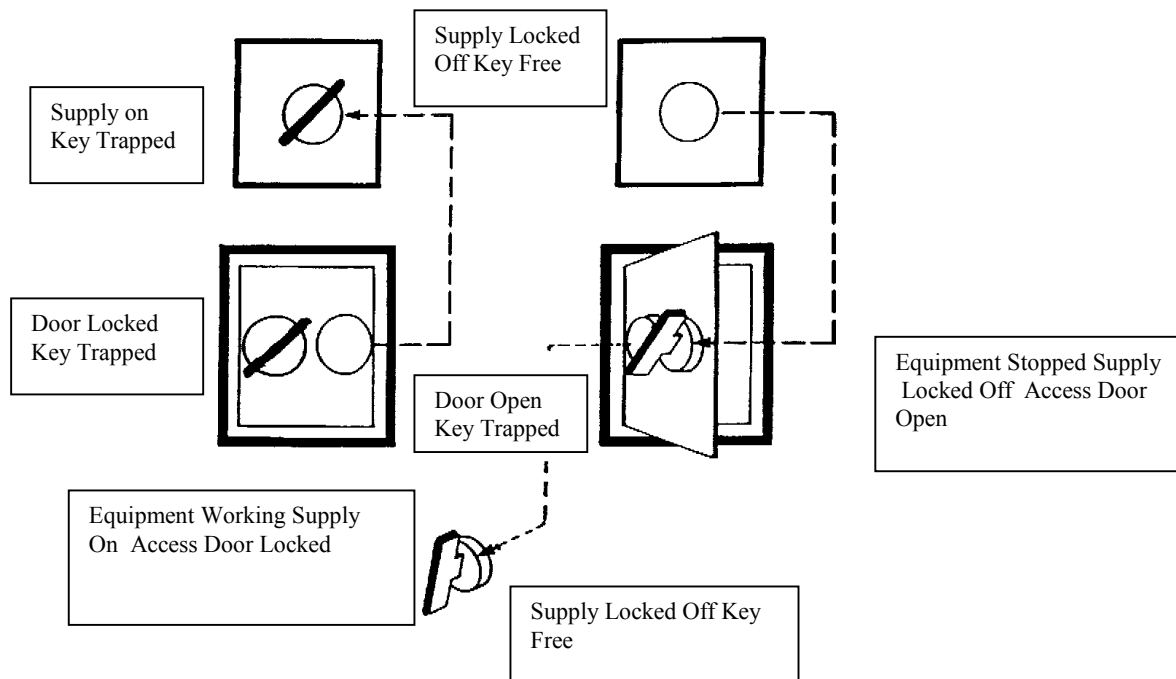 Supply Locked
Off Key Free
Supply on
Key Trapped
Door Locked
Key Trapped
Door Open
Key Trapped
Equipment Stopped Supply
Locked Off Access Door
Open
Equipment Working Supply
On Access Door Locked
Supply Locked Off Key
Free